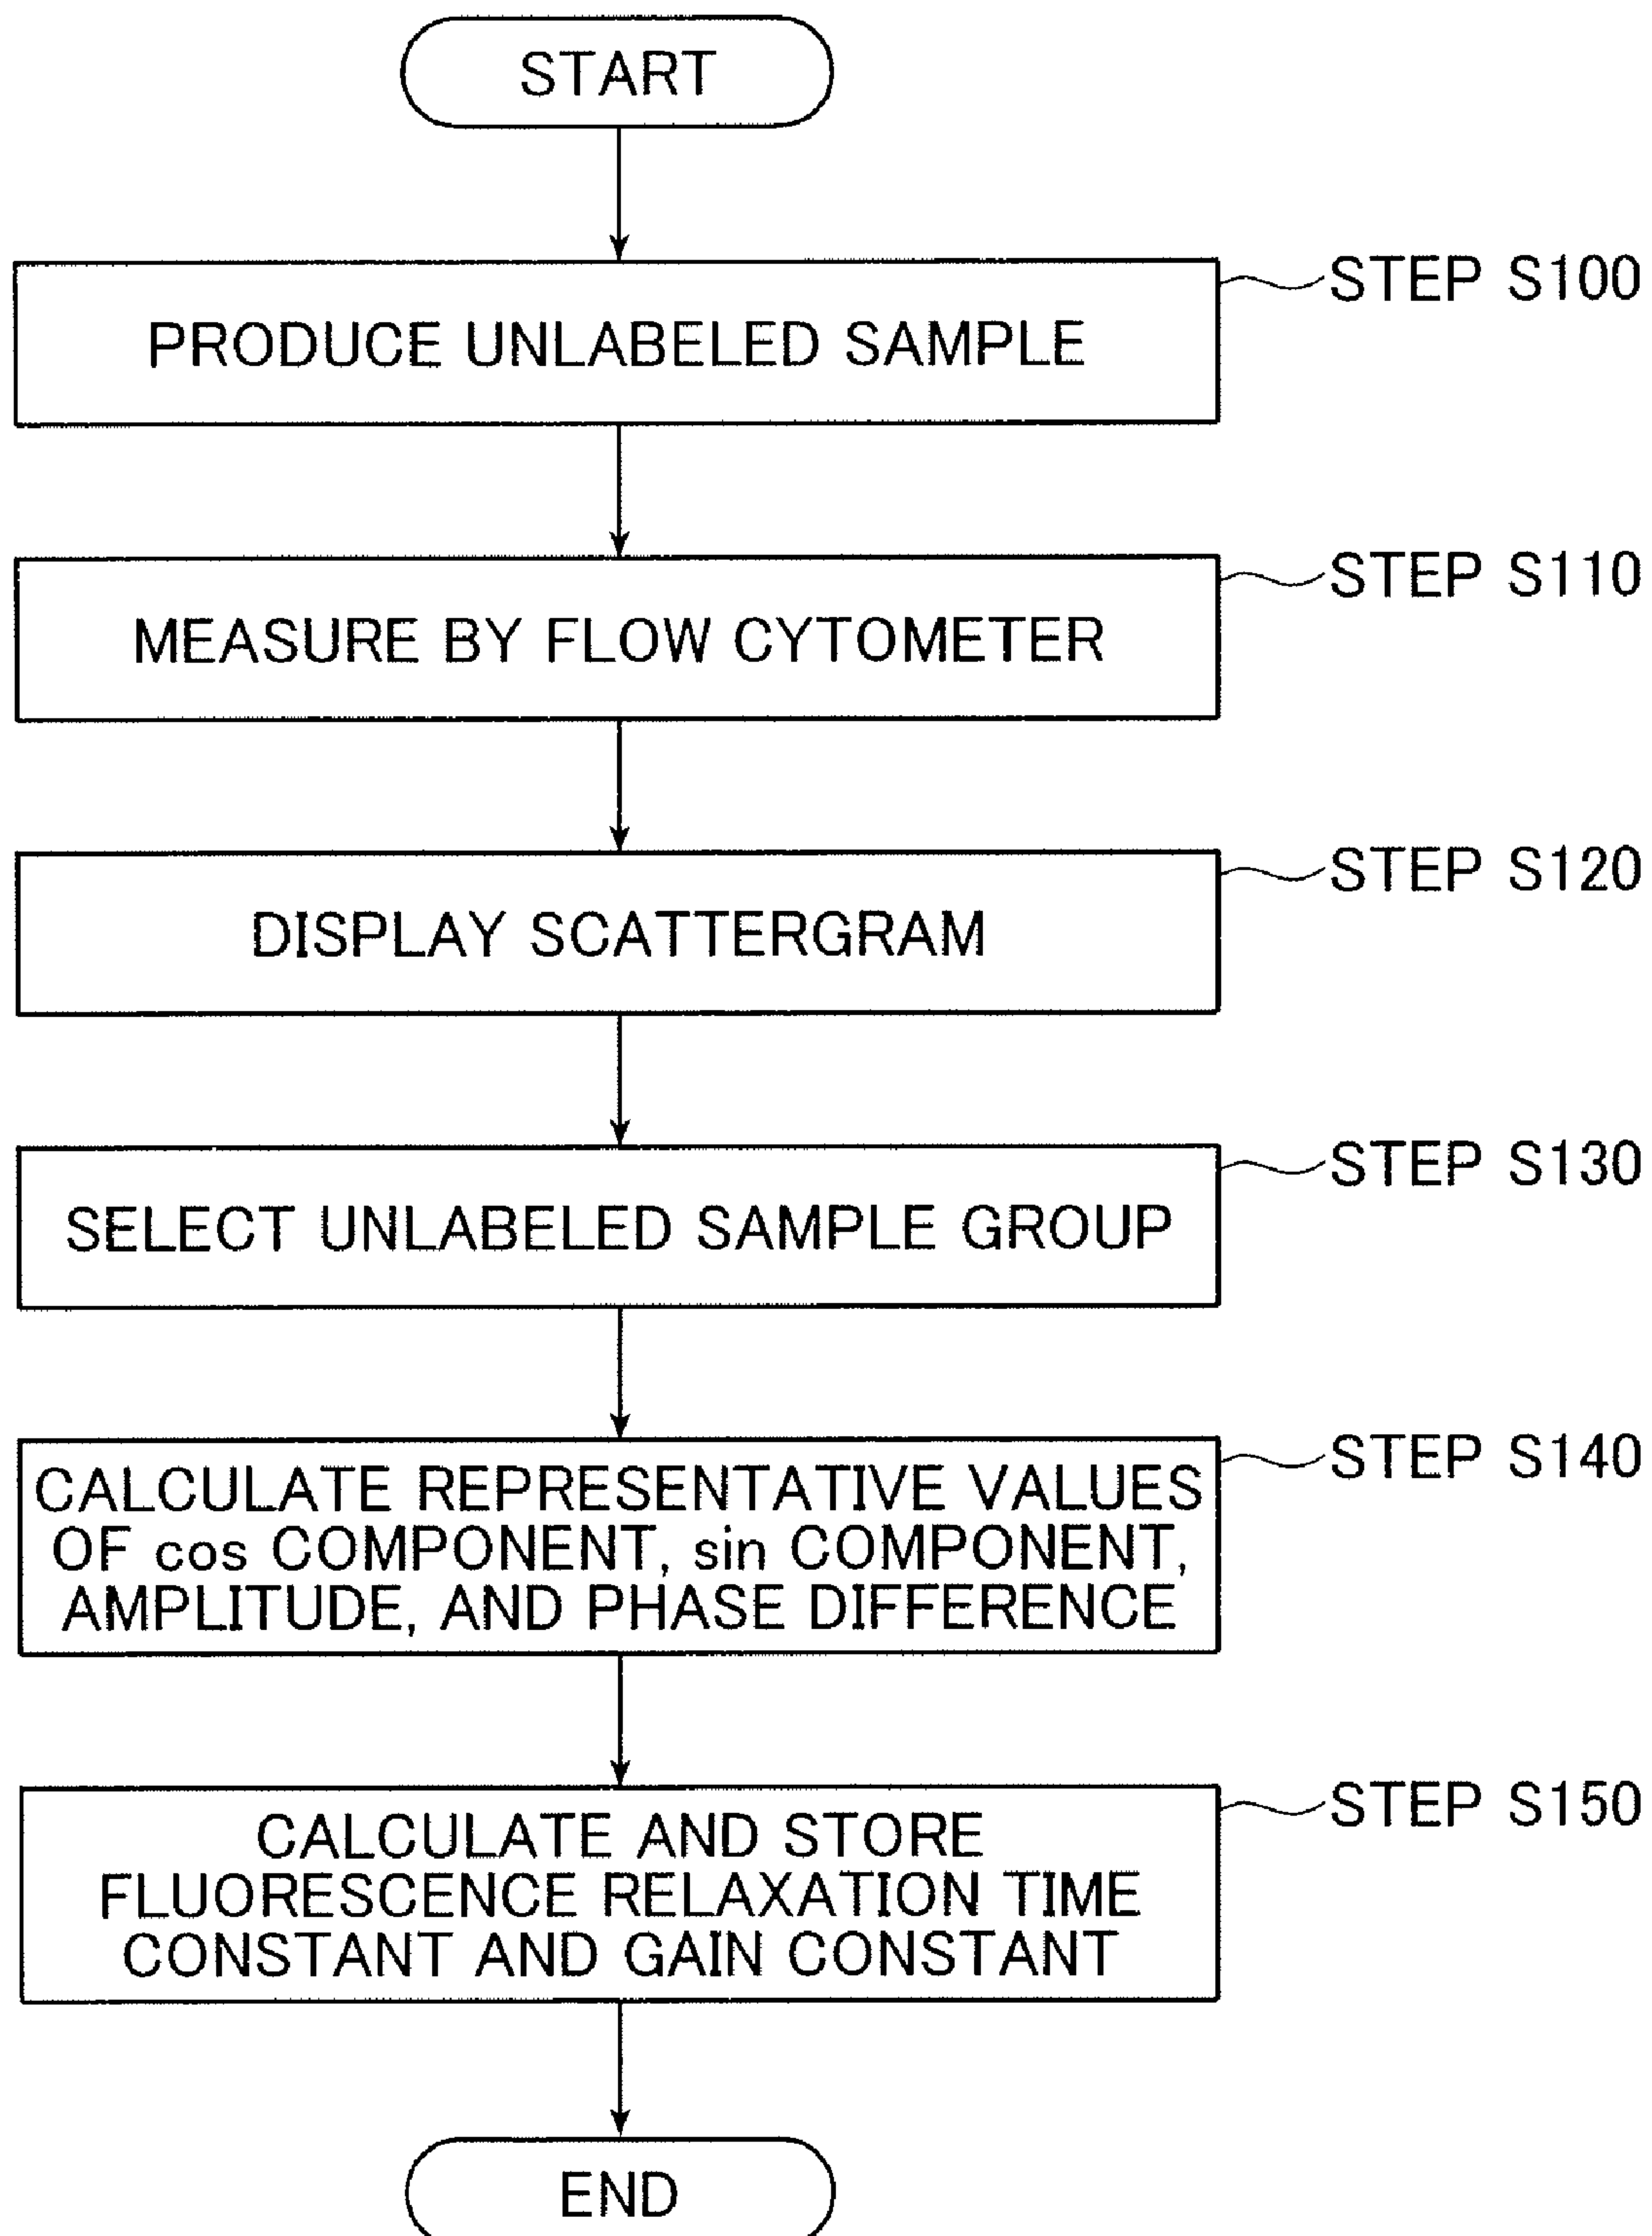 START
STEP S100
PRODUCE UNLABELED SAMPLE
STEP S110
MEASURE BY FLOW CYTOMETER
STEP S120
DISPLAY SCATTERGRAM
STEP S130
SELECT UNLABELED SAMPLE GROUP
STEP S140
CALCULATE REPRESENTATIVE VALUES
OF cos COMPONENT, sin COMPONENT,
AMPLITUDE, AND PHASE DIFFERENCE
STEP S150
CALCULATE AND STORE
FLUORESCENCE RELAXATION TIME
CONSTANT AND GAIN CONSTANT
END